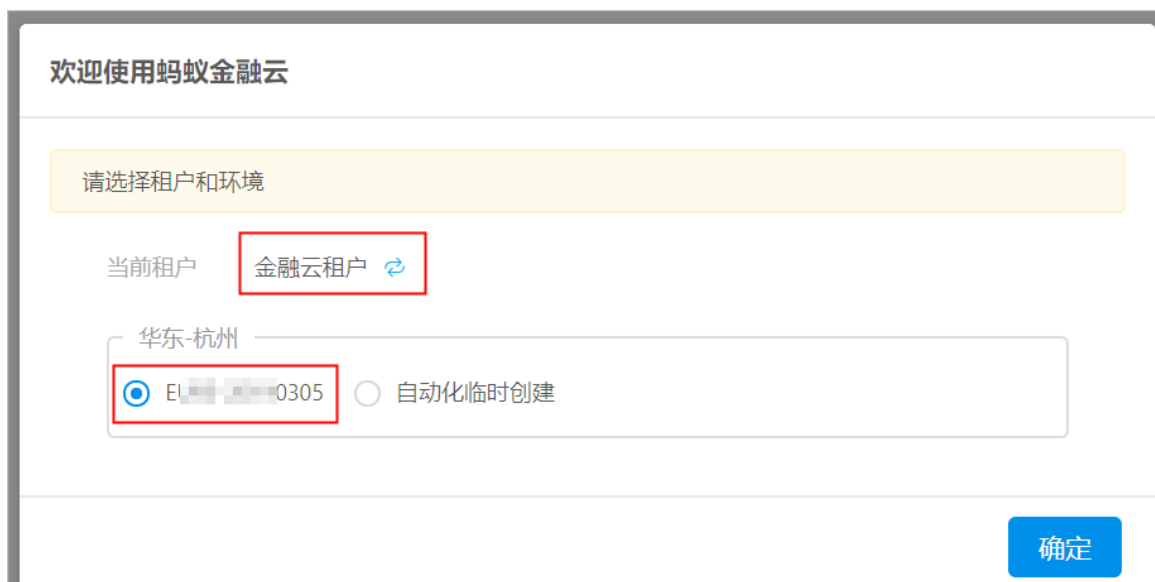 欢迎使用蚂蚁金融云
请选择租户和环境
当前租户 金融云租户
华东-杭州
0305 自动化临时创建
确定